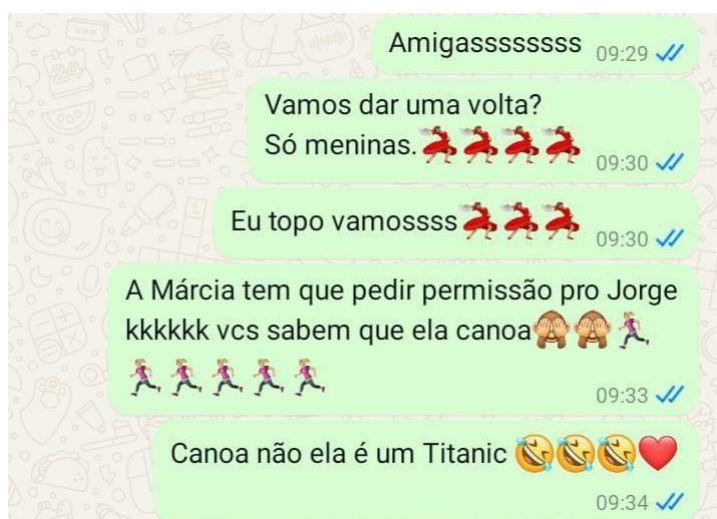 Amigassssssss 09:29
Vamos dar uma volta?
Só meninas.💃💃💃💃 09:30
Eu topo vamossss💃💃💃 09:30
A Márcia tem que pedir permissão pro Jorge
kkkkkk vcs sabem que ela canoa🙈🙈🏃‍♀️
🏃‍♀️🏃‍♀️🏃‍♀️🏃‍♀️🏃‍♀️ 09:33
Canoa não ela é um Titanic 🤣🤣🤣❤️
09:34